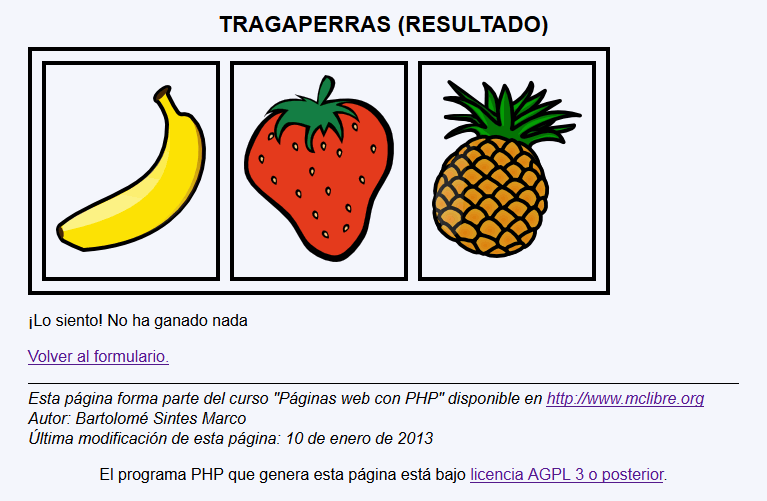 TRAGAPERRAS (RESULTADO)
¡Lo siento! No ha ganado nada
Volver al formulario.
Esta página forma parte del curso "Páginas web con PHP" disponible en http://www.mclibre.org
Autor: Bartolomé Sintes Marco
Última modificación de esta página: 10 de enero de 2013
El programa PHP que genera esta página está bajo licencia AGPL 3 o posterior.